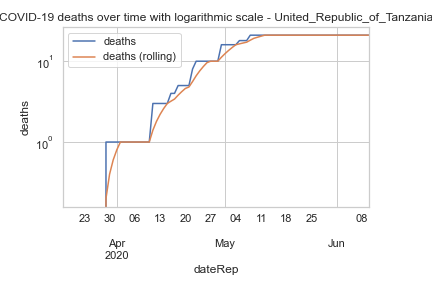 COVID-19 deaths over time with logarithmic scale - United_Republic_of_Tanzania
deaths
deaths (rolling)
10¹
10⁰
deaths
23 30 06 13 20 27 04 11 18 25 08
Apr May Jun
2020
dateRep